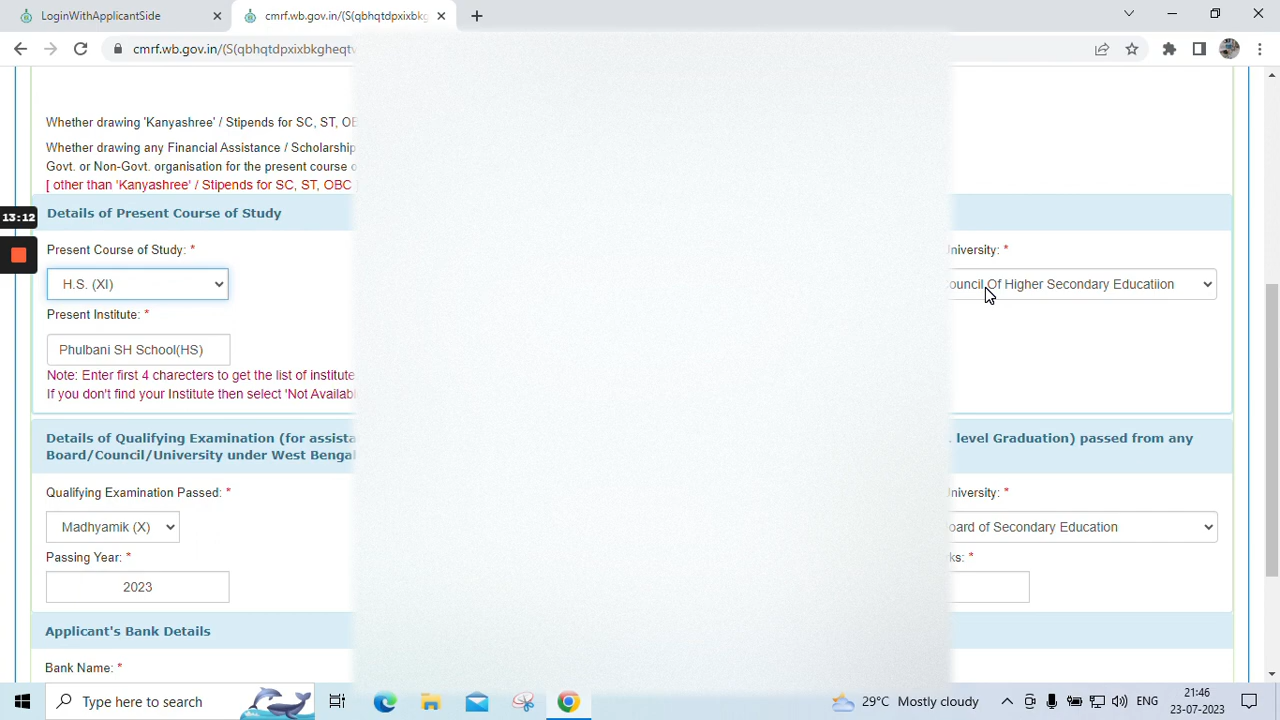 LoginWithApplicantSide
cmrf.wb.gov.in/(S(qbhqtdpxixbkg
cmrf.wb.gov.in/(S(qbhqtdpxixbkgheqtv
Whether drawing 'Kanyashree' / Stipends for SC, ST, OB
Whether drawing any Financial Assistance / Scholarship
Govt. or Non-Govt. organisation for the present course o
[ other than 'Kanyashree' / Stipends for SC, ST, OBC
13:12
Details of Present Course of Study
Present Course of Study: *
niversity: *
H.S. (XI)
ouncil Of Higher Secondary Educatiion
Present Institute: *
Phulbani SH School(HS)
Note: Enter first 4 charecters to get the list of institute
If you don't find your Institute then select 'Not Availab
Details of Qualifying Examination (for assista
level Graduation) passed from any
Board/Council/University under West Bengal
Qualifying Examination Passed: *
niversity: *
Madhyamik (X)
oard of Secondary Education
Passing Year: *
ks: *
2023
Applicant's Bank Details
Bank Name: *
Type here to search
29°C Mostly cloudy
ENG
21:46
23-07-2023